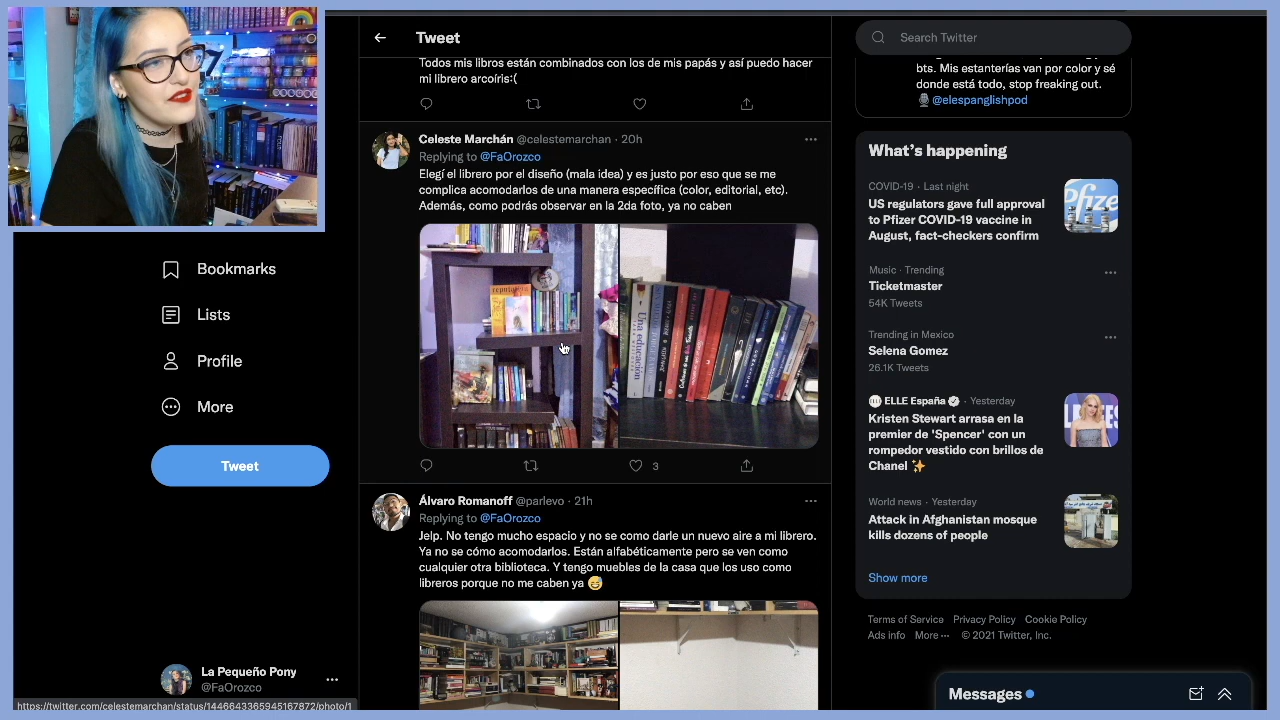 Tweet
Search Twitter
Todos mis libros están combinados con los de mis papás y así puedo hacer
mi librero arcoíris:(
bts. Mis estanterías van por color y sé
donde está todo, stop freaking out.
@elespanglishpod
Celeste Marchán @celestemarchan · 20h
Replying to @FaOrozco
Elegí el librero por el diseño (mala idea) y es justo por eso que se me
complica acomodarlos de una manera específica (color, editorial, etc).
Además, como podrás observar en la 2da foto, ya no caben
Una educación
3
Álvaro Romanoff @parlevo · 21h
Replying to @FaOrozco
Jelp. No tengo mucho espacio y no se como darle un nuevo aire a mi librero.
Ya no se cómo acomodarlos. Están alfabéticamente pero se ven como
cualquier otra biblioteca. Y tengo muebles de la casa que los uso como
libreros porque no me caben ya 😅
Bookmarks
Lists
Profile
More
Tweet
La Pequeño Pony
@FaOrozco
https://twitter.com/celestemarchan/status/1446643365945167872/photo/1
What's happening
COVID-19 · Last night
US regulators gave full approval
to Pfizer COVID-19 vaccine in
August, fact-checkers confirm
Pfizer
Music · Trending
Ticketmaster
54K Tweets
Trending in Mexico
Selena Gomez
26.1K Tweets
ELLE España · Yesterday
Kristen Stewart arrasa en la
premier de 'Spencer' con un
rompedor vestido con brillos de
Chanel ✨
World news · Yesterday
Attack in Afghanistan mosque
kills dozens of people
Show more
Terms of Service Privacy Policy Cookie Policy
Ads info More ··· © 2021 Twitter, Inc.
Messages